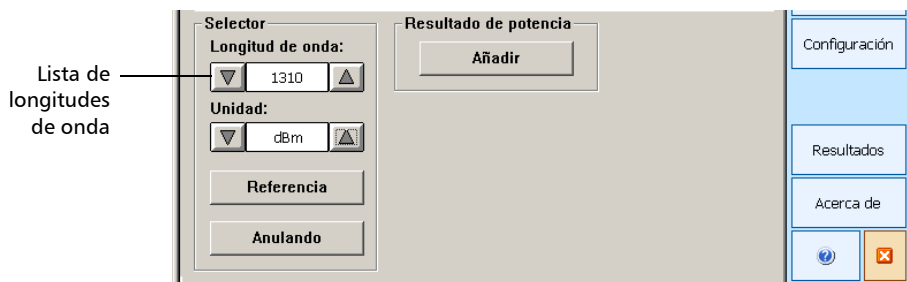 Lista de
longitudes
de onda
Selector
Longitud de onda:
1310
Unidad:
dBm
Referencia
Anulando
Resultado de potencia
Añadir
Configuración
Resultados
Acerca de
?